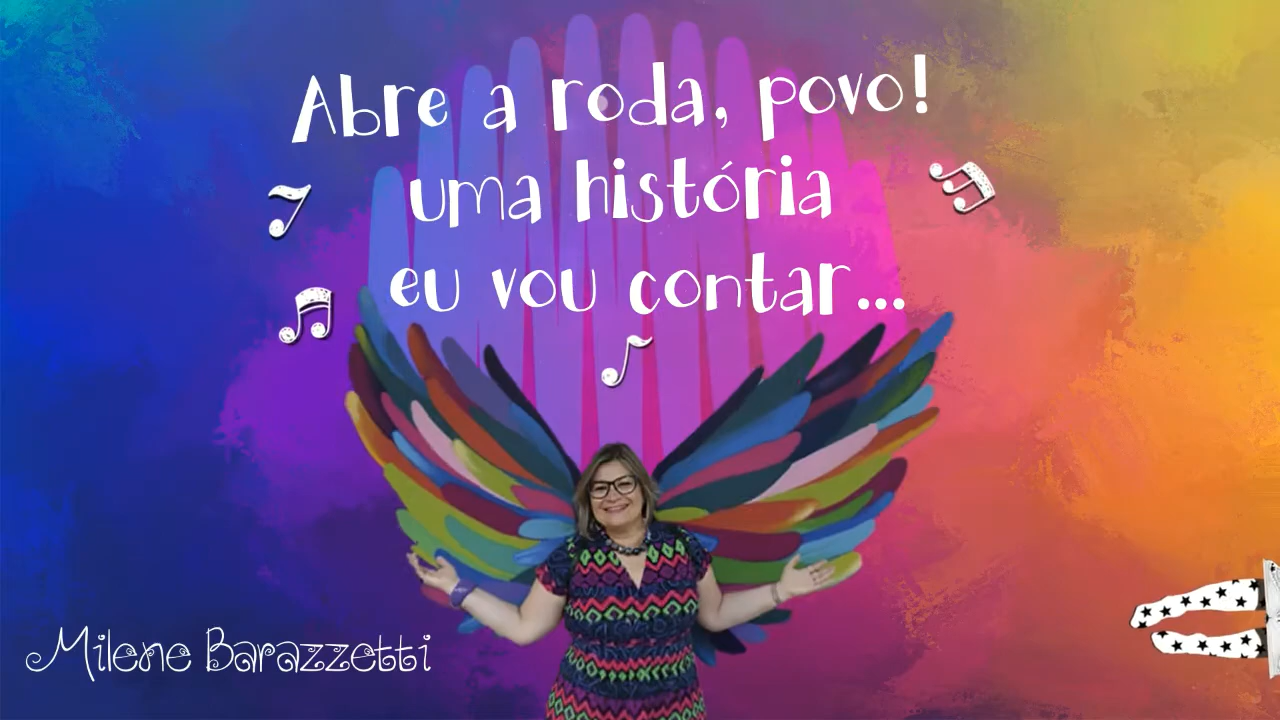 Abre a roda, povo!
uma história
eu vou contar...
Milene Barazzetti